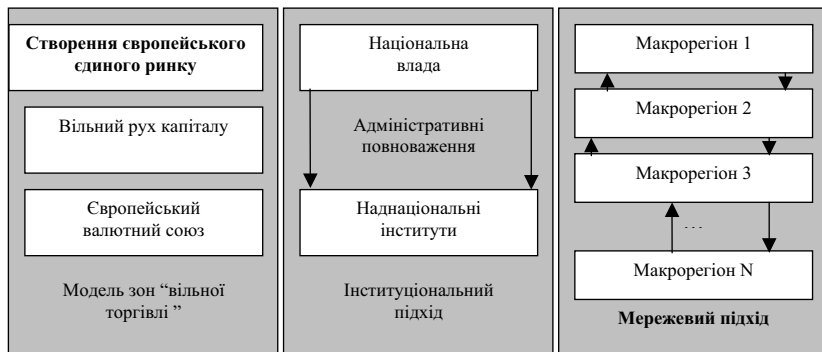 Створення європейського
єдиного ринку
Вільний рух капіталу
Європейський
валютний союз
Модель зон “вільної
торгівлі ”
Національна
влада
Адміністративні
повноваження
Наднаціональні
інститути
Інституціональний
підхід
Макрорегіон 1
Макрорегіон 2
Макрорегіон 3
…
Макрорегіон N
Мережевий підхід